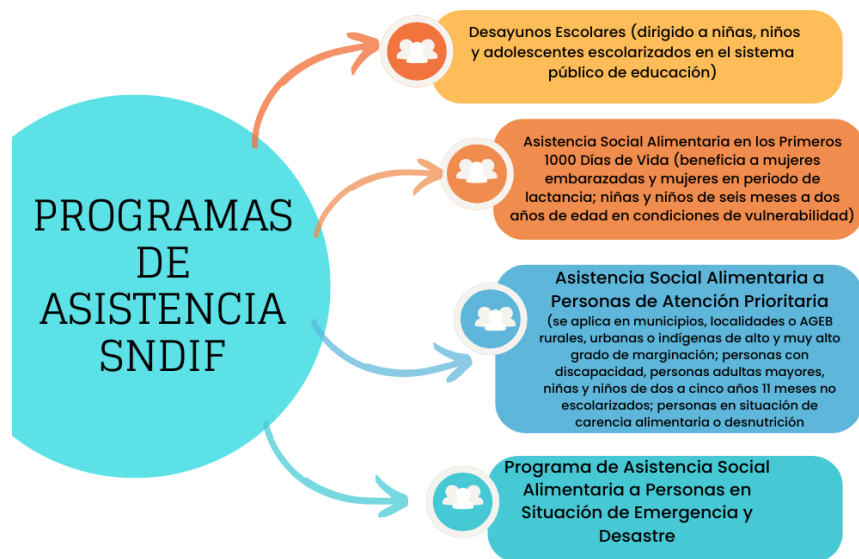 PROGRAMAS
DE
ASISTENCIA
SNDIF
Desayunos Escolares (dirigido a niñas, niños
y adolescentes escolarizados en el sistema
público de educación)
Asistencia Social Alimentaria en los Primeros
1000 Días de Vida (beneficia a mujeres
embarazadas y mujeres en periodo de
lactancia; niñas y niños de seis meses a dos
años de edad en condiciones de vulnerabilidad)
Asistencia Social Alimentaria a
Personas de Atención Prioritaria
(se aplica en municipios, localidades o AGEB
rurales, urbanas o indígenas de alto y muy alto
grado de marginación; personas con
discapacidad, personas adultas mayores,
niñas y niños de dos a cinco años 11 meses no
escolarizados; personas en situación de
carencia alimentaria o desnutrición
Programa de Asistencia Social
Alimentaria a Personas en
Situación de Emergencia y
Desastre